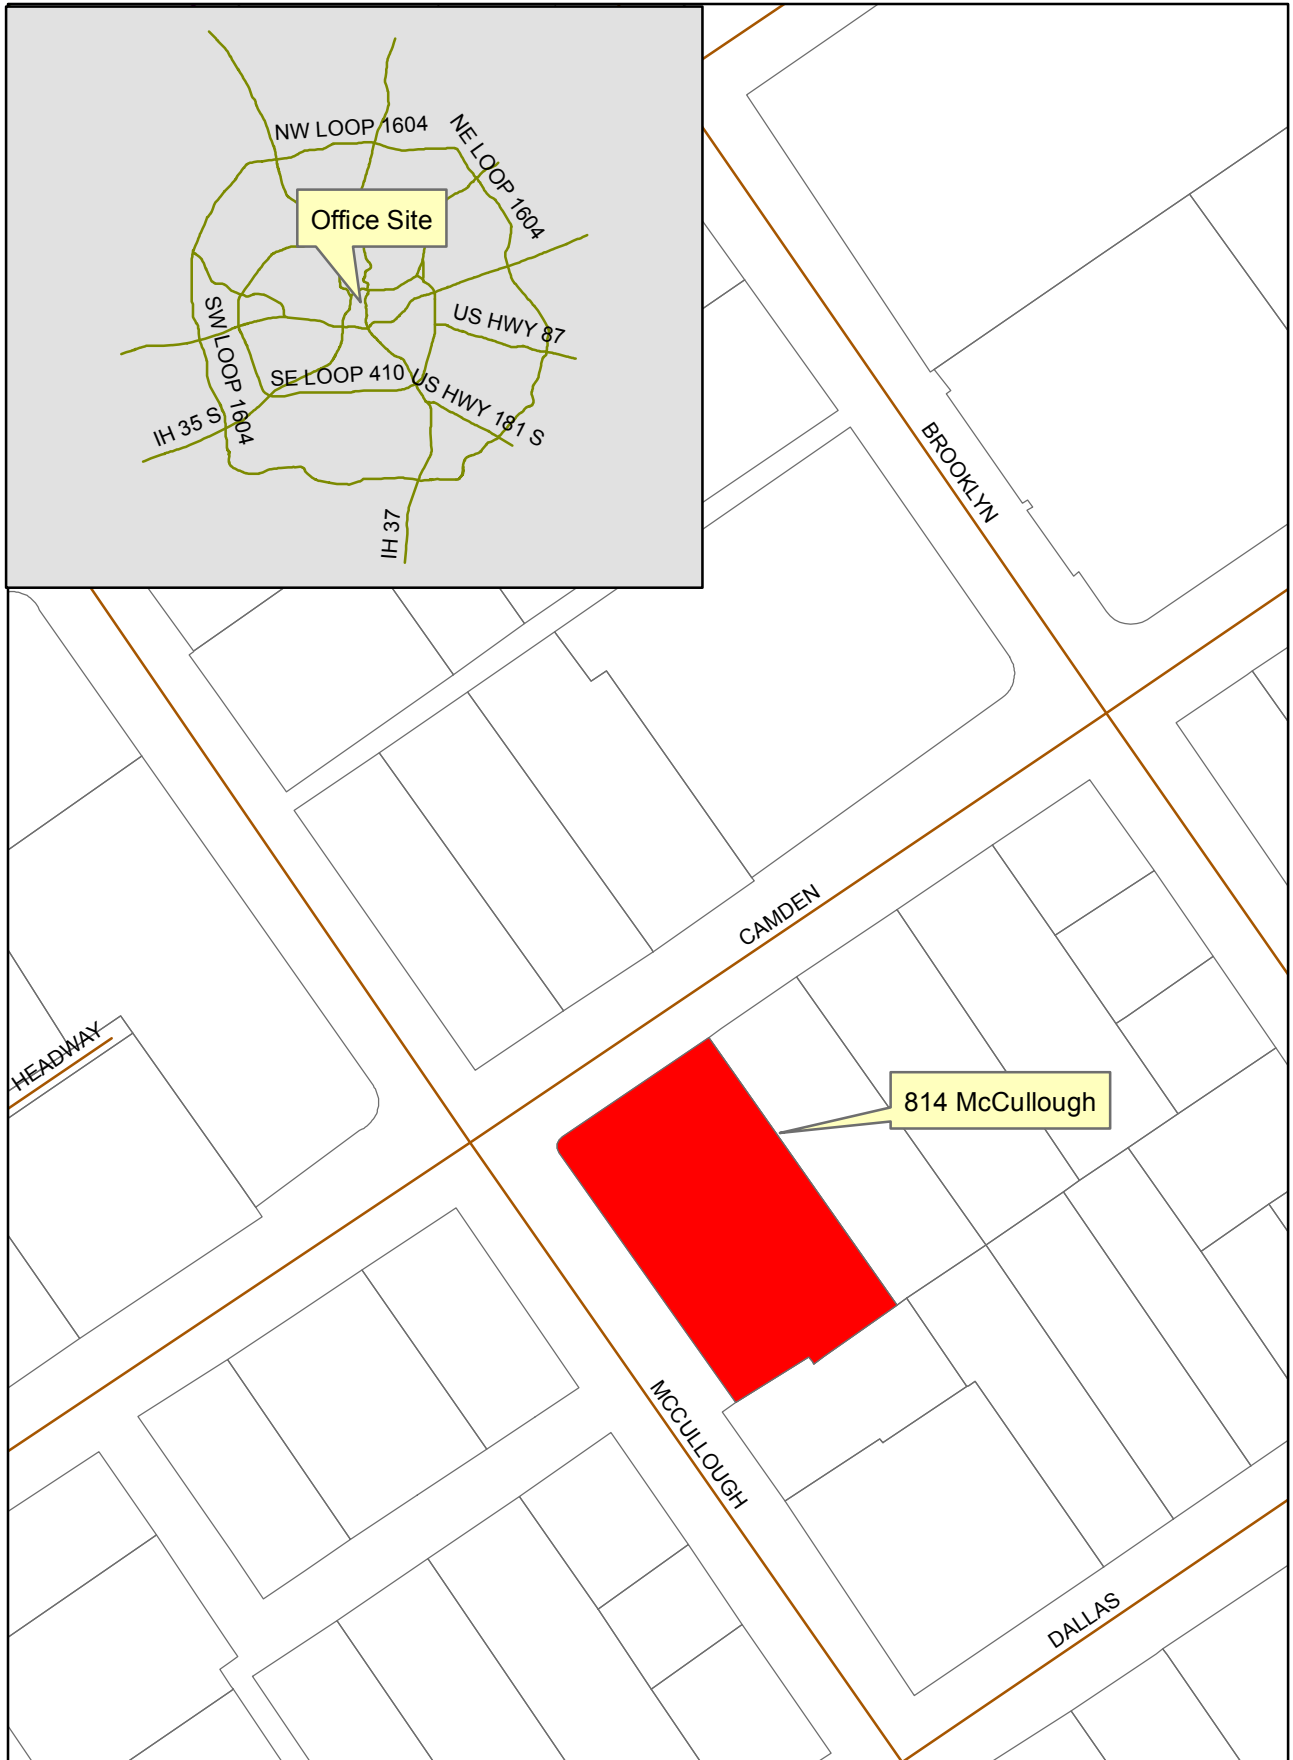 NW LOOP 1604
NE LOOP 1604
Office Site
SW LOOP 1604
US HWY 87
SE LOOP 410
US HWY 181 S
IH 35 S
IH 37
BROOKLYN
CAMDEN
HEADWAY
814 McCullough
MCCULLOUGH
DALLAS